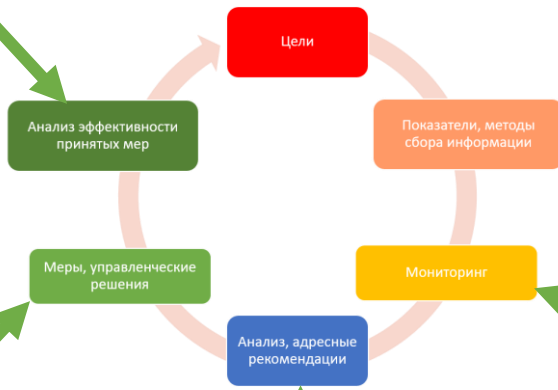 Цели
Показатели, методы
сбора информации
Мониторинг
Анализ, адресные
рекомендации
Меры, управленческие
решения
Анализ эффективности
принятых мер